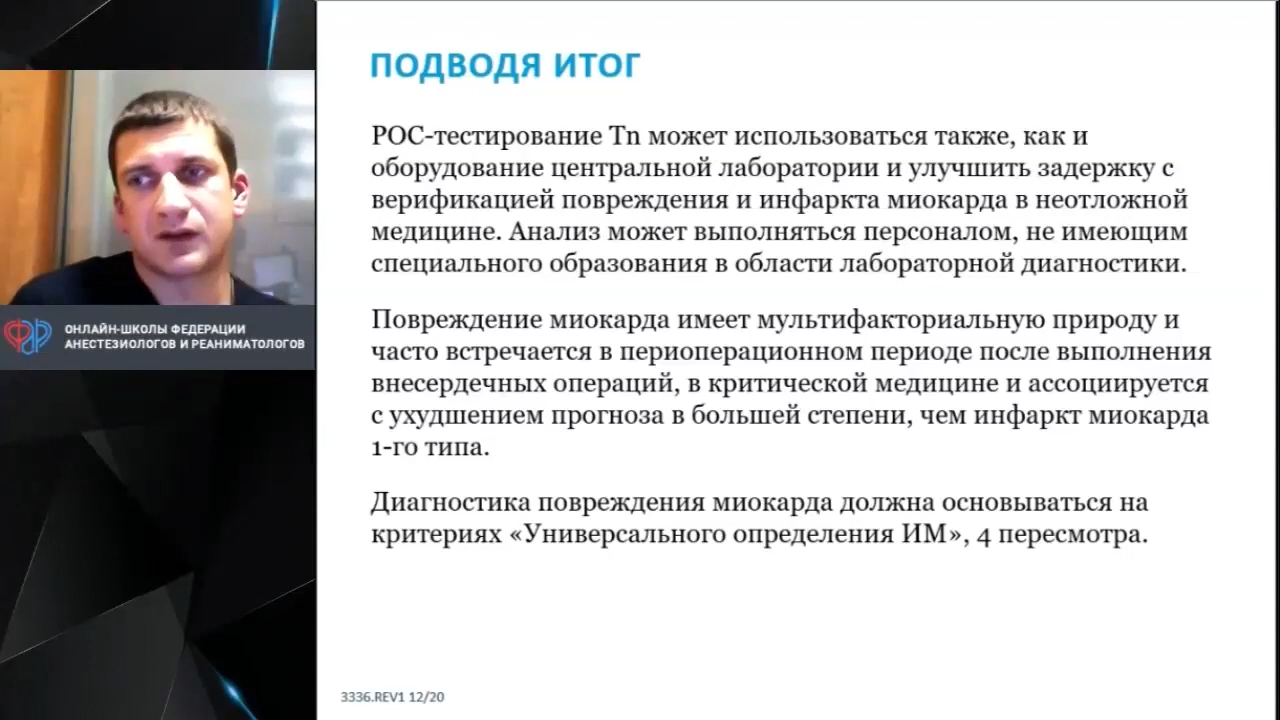 ПОДВОДЯ ИТОГ
РОС-тестирование Tn может использоваться также, как и
оборудование центральной лаборатории и улучшить задержку с
верификацией повреждения и инфаркта миокарда в неотложной
медицине. Анализ может выполняться персоналом, не имеющим
специального образования в области лабораторной диагностики.
Повреждение миокарда имеет мультифакториальную природу и
часто встречается в периоперационном периоде после выполнения
внесердечных операций, в критической медицине и ассоциируется
с ухудшением прогноза в большей степени, чем инфаркт миокарда
1-го типа.
Диагностика повреждения миокарда должна основываться на
критериях «Универсального определения ИМ», 4 пересмотра.
3336.REV1 12/20
ОНЛАЙН-ШКОЛЫ ФЕДЕРАЦИИ
АНЕСТЕЗИОЛОГОВ И РЕАНИМАТОЛОГОВ